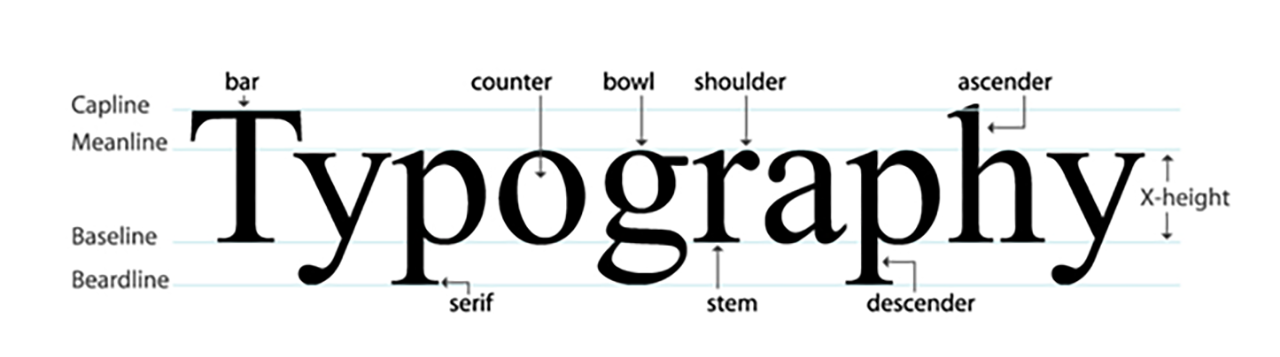 bar counter bowl shoulder ascender
Capline
Meanline
Typography
X-height
Baseline
Beardline
serif stem descender